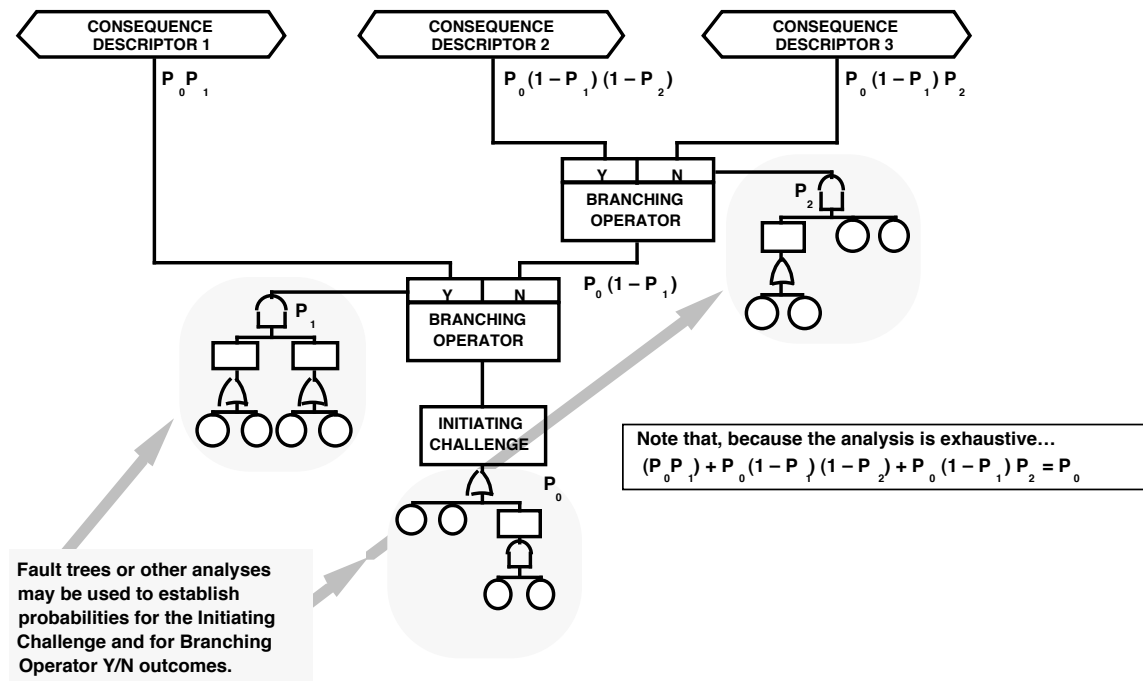 CONSEQUENCE
DESCRIPTOR 1
CONSEQUENCE
DESCRIPTOR 2
CONSEQUENCE
DESCRIPTOR 3
P₀P₁
P₀ (1 – P₁) (1 – P₂)
P₀ (1 – P₁) P₂
Y N
BRANCHING
OPERATOR
P₂
P₀ (1 – P₁)
Y N
BRANCHING
OPERATOR
P₁
INITIATING
CHALLENGE
P₀
Note that, because the analysis is exhaustive…
(P₀P₁) + P₀ (1 – P₁) (1 – P₂) + P₀ (1 – P₁) P₂ = P₀
Fault trees or other analyses
may be used to establish
probabilities for the Initiating
Challenge and for Branching
Operator Y/N outcomes.